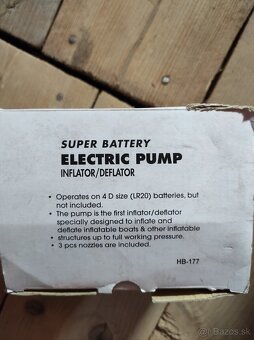 SUPER BATTERY
ELECTRIC PUMP
INFLATOR/DEFLATOR
• Operates on 4 D size (LR20) batteries, but
not included.
• The pump is the first inflator/deflator
specially designed to inflate and
deflate inflatable boats & other inflatable
• structures up to full working pressure.
• 3 pcs nozzles are included.
HB-177
Bazos.sk